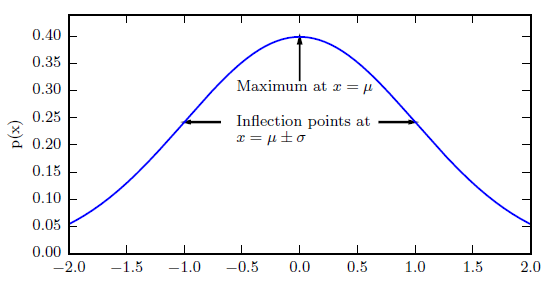 0.40
0.35
0.30
0.25
0.20
0.15
0.10
0.05
0.00
p(x)
Maximum at x = μ
Inflection points at
x = μ ± σ
−2.0 −1.5 −1.0 −0.5 0.0 0.5 1.0 1.5 2.0